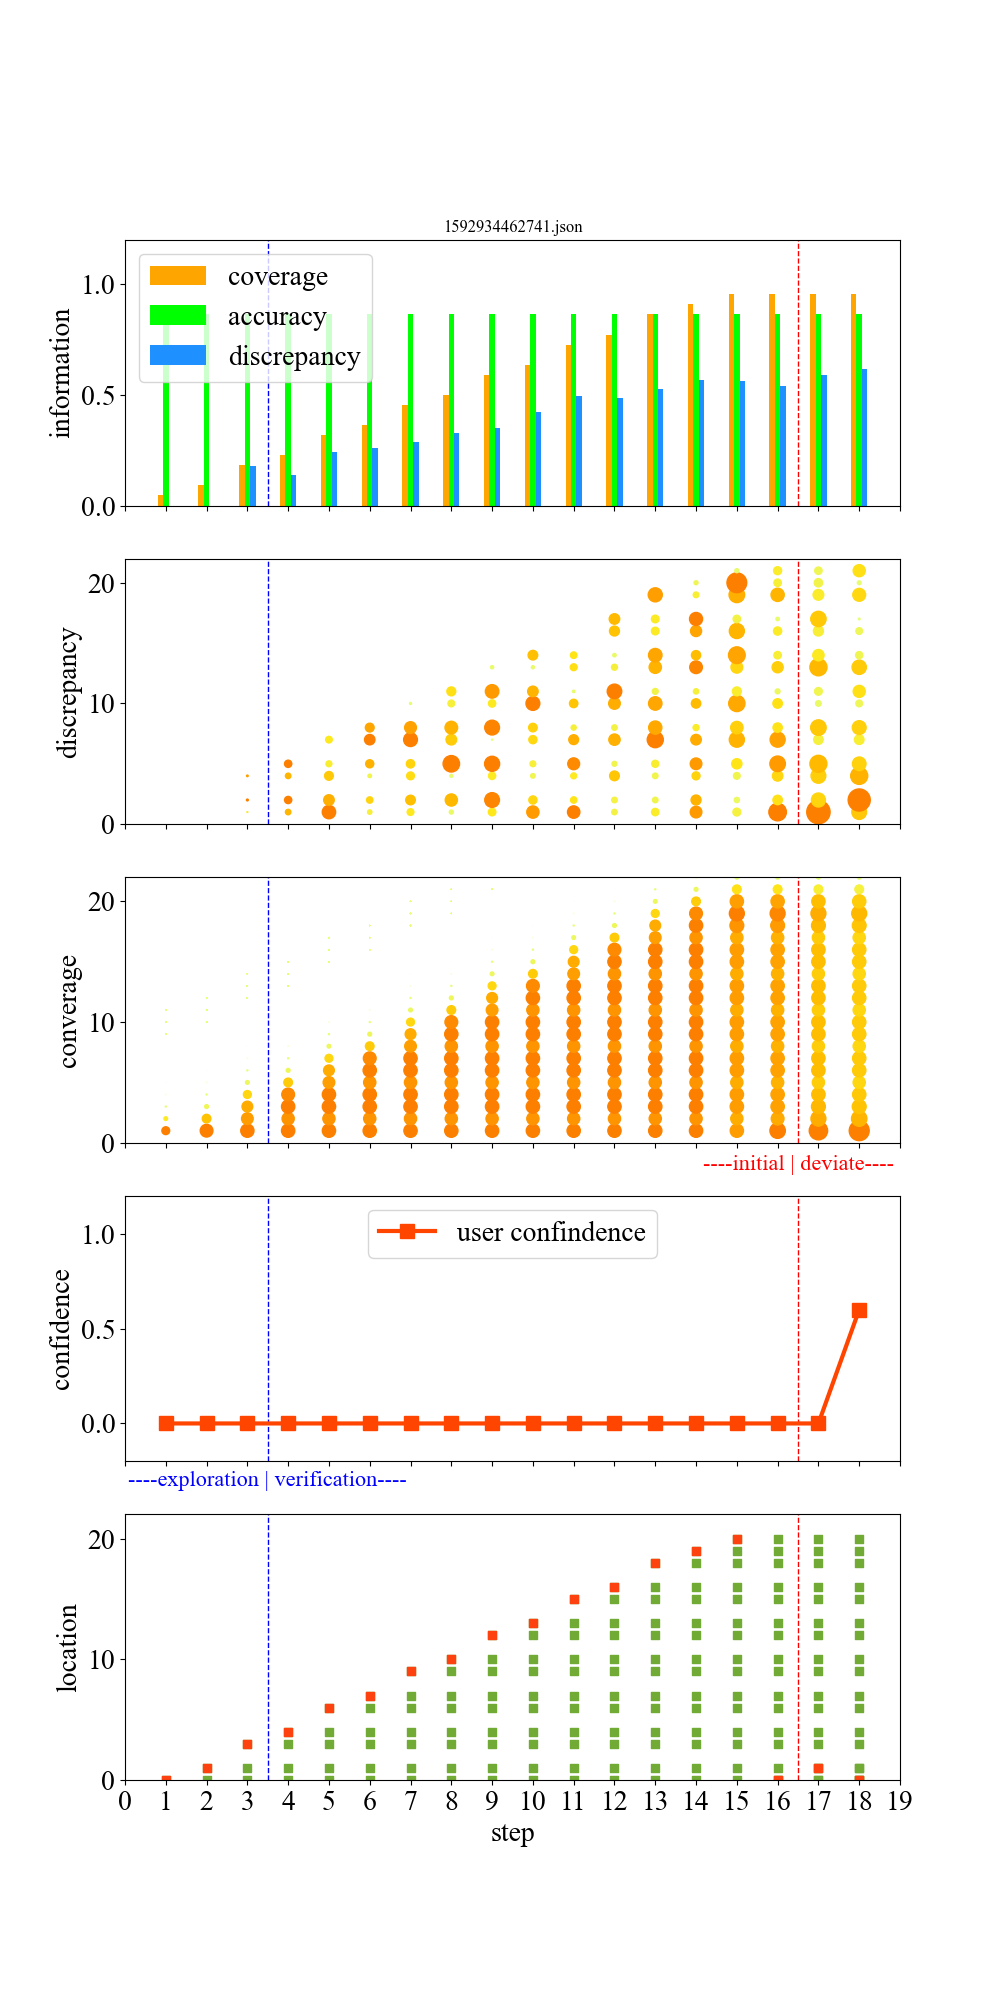 1592934462741.json
1.0
0.5
0.0
information
coverage
accuracy
discrepancy
20
10
0
discrepancy
20
10
0
converage
----initial | deviate----
1.0
0.5
0.0
confidence
user confindence
----exploration | verification----
20
10
0
location
0 1 2 3 4 5 6 7 8 9 10 11 12 13 14 15 16 17 18 19
step